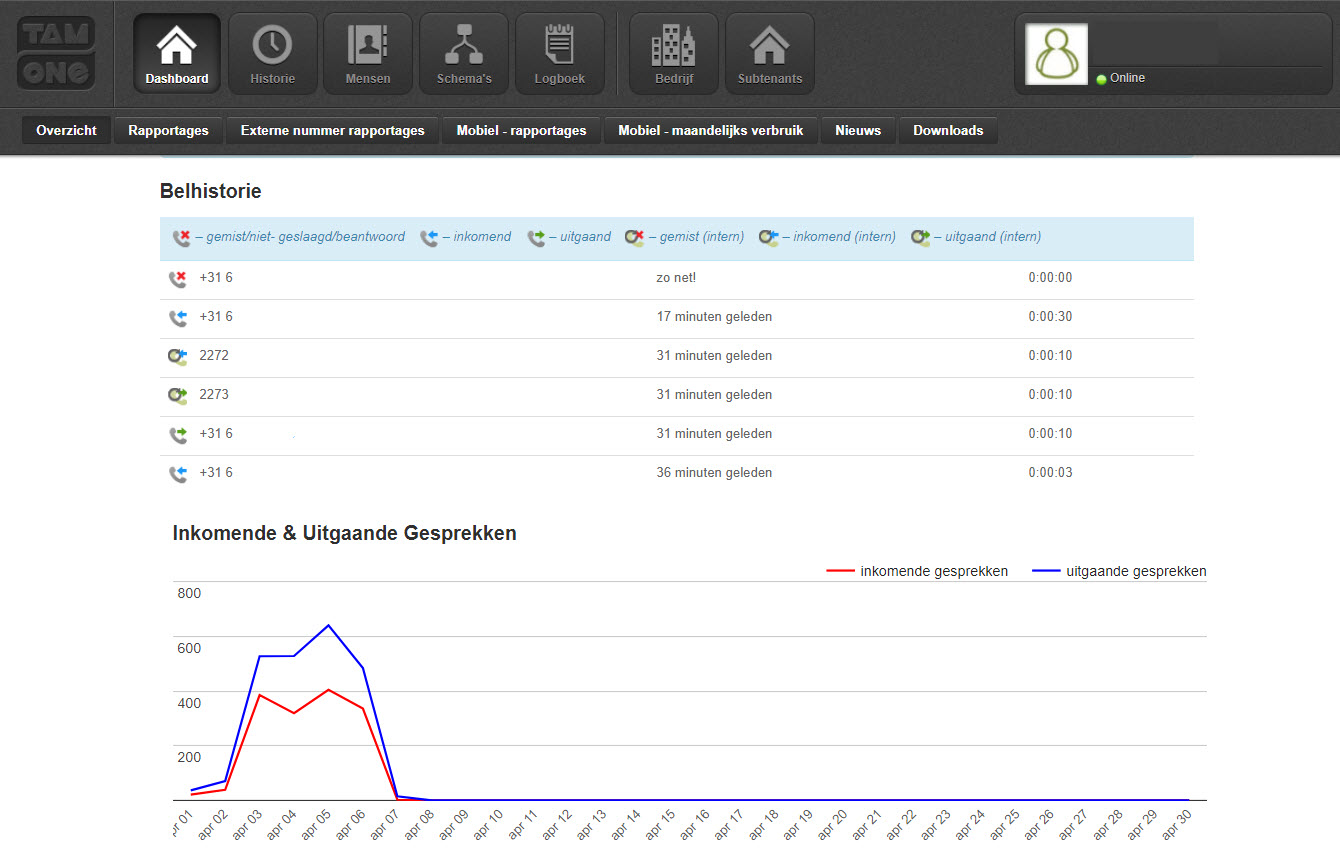 TAM
ONE
Dashboard
Historie
Mensen
Schema's
Logboek
Bedrijf
Subtenants
Online
Overzicht
Rapportages
Externe nummer rapportages
Mobiel - rapportages
Mobiel - maandelijks verbruik
Nieuws
Downloads
Belhistorie
– gemist/niet- geslaagd/beantwoord – inkomend – uitgaand – gemist (intern) – inkomend (intern) – uitgaand (intern)
+31 6 zo net! 0:00:00
+31 6 17 minuten geleden 0:00:30
2272 31 minuten geleden 0:00:10
2273 31 minuten geleden 0:00:10
+31 6 31 minuten geleden 0:00:10
+31 6 36 minuten geleden 0:00:03
Inkomende & Uitgaande Gesprekken
inkomende gesprekken
uitgaande gesprekken
800
600
400
200
pr 01
apr 02
apr 03
apr 04
apr 05
apr 06
apr 07
apr 08
apr 09
apr 10
apr 11
apr 12
apr 13
apr 14
apr 15
apr 16
apr 17
apr 18
apr 19
apr 20
apr 21
apr 22
apr 23
apr 24
apr 25
apr 26
apr 27
apr 28
apr 29
apr 30